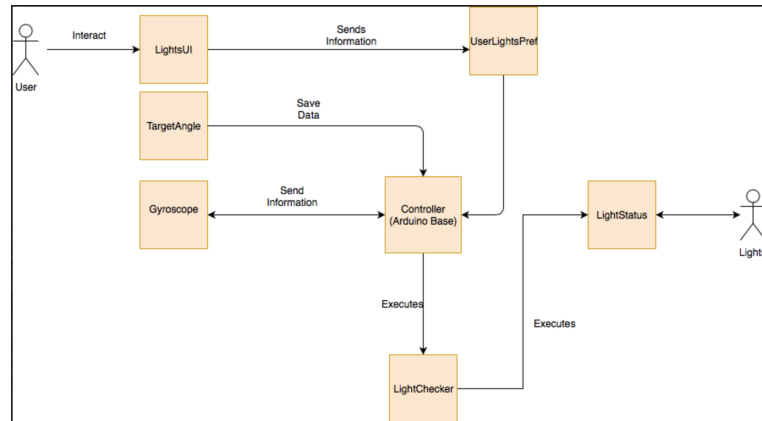 Interact
LightsUI
Sends
Information
UserLightsPref
User
TargetAngle
Save
Data
Gyroscope
Send
Information
Controller
(Arduino Base)
LightStatus
Light
Executes
Executes
LightChecker